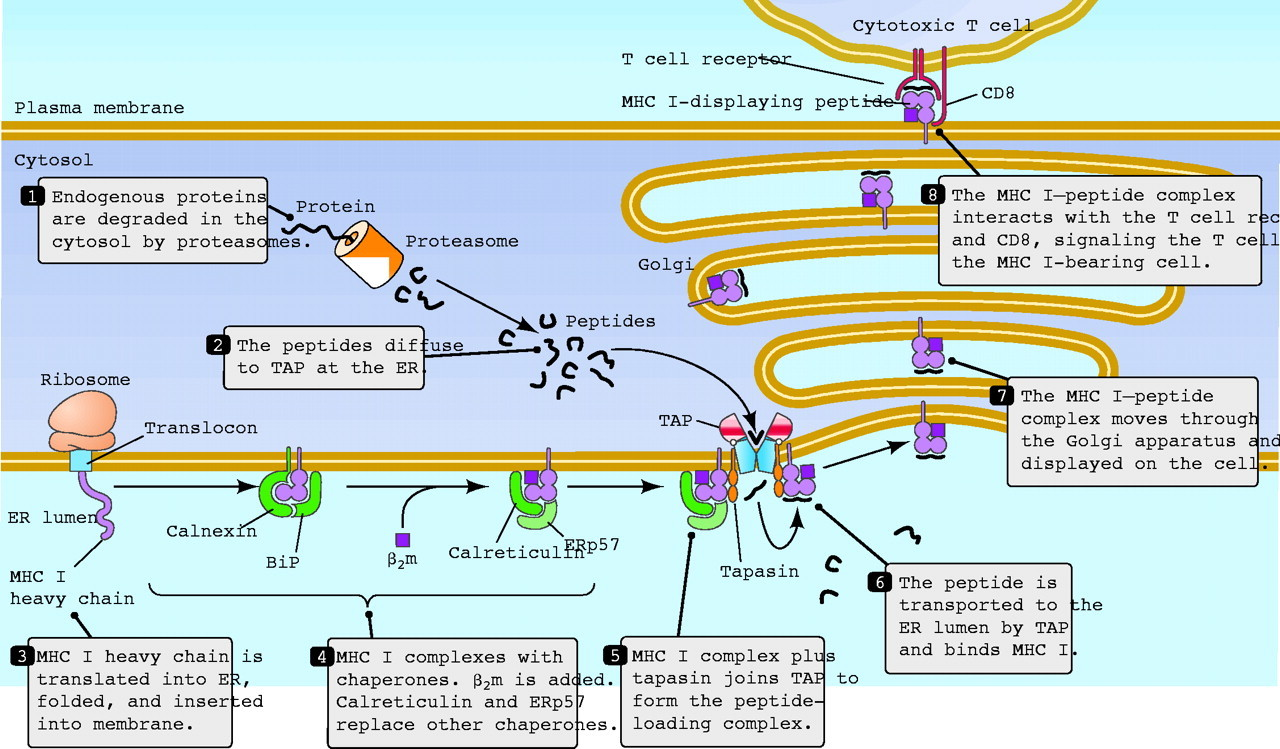 Cytotoxic T cell
T cell receptor
MHC I-displaying peptide
CD8
Plasma membrane
Cytosol
1 Endogenous proteins
are degraded in the
cytosol by proteasomes.
Protein
Proteasome
8 The MHC I–peptide complex
interacts with the T cell rec
and CD8, signaling the T cell
the MHC I-bearing cell.
Golgi
2 The peptides diffuse
to TAP at the ER.
Peptides
Ribosome
Translocon
TAP
7 The MHC I–peptide
complex moves through
the Golgi apparatus and
displayed on the cell.
ER lumen
Calnexin
BiP
β2m
Calreticulin
ERp57
Tapasin
MHC I
heavy chain
6 The peptide is
transported to the
ER lumen by TAP
and binds MHC I.
3 MHC I heavy chain is
translated into ER,
folded, and inserted
into membrane.
4 MHC I complexes with
chaperones. β2m is added.
Calreticulin and ERp57
replace other chaperones.
5 MHC I complex plus
tapasin joins TAP to
form the peptide–
loading complex.